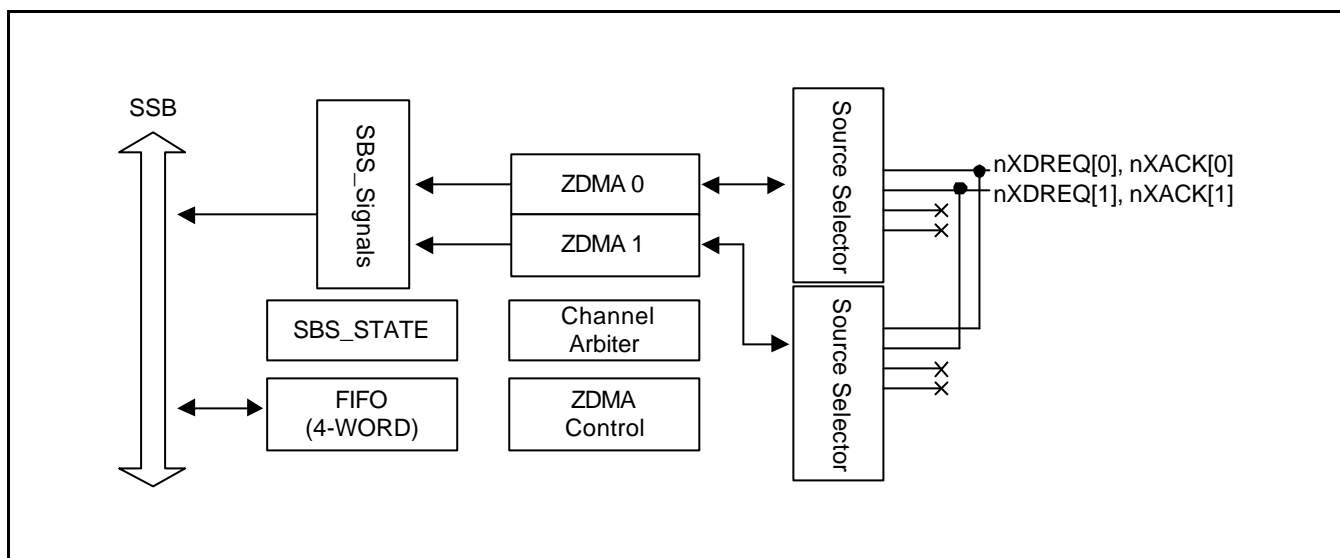 SSB
SBS_Signals
ZDMA 0
ZDMA 1
Source Selector
nXDREQ[0], nXACK[0]
nXDREQ[1], nXACK[1]
SBS_STATE
Channel
Arbiter
FIFO
(4-WORD)
ZDMA
Control
Source Selector